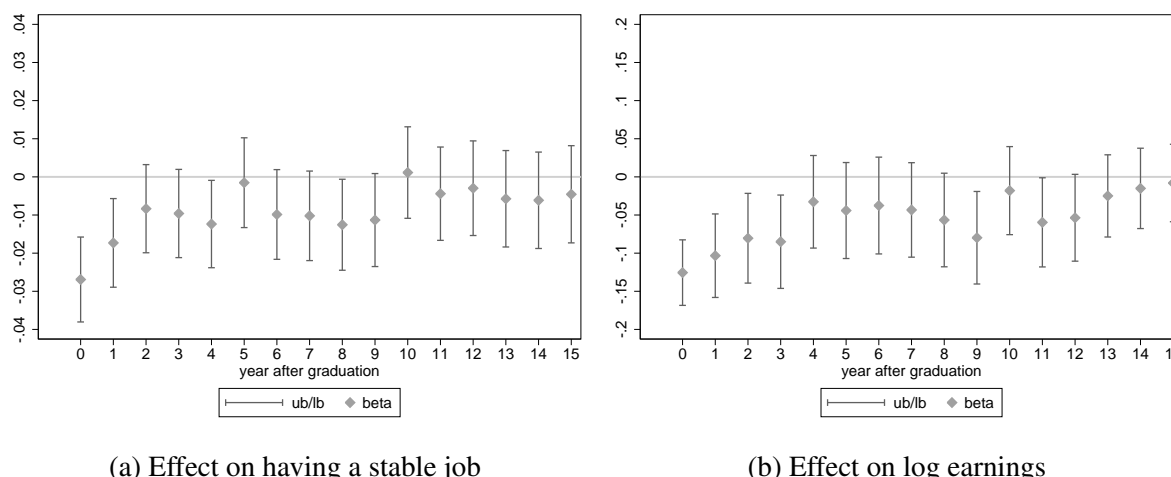 .04
.03
.02
.01
0
-.01
-.02
-.03
-.04
0 1 2 3 4 5 6 7 8 9 10 11 12 13 14 15
year after graduation
ub/lb beta
(a) Effect on having a stable job
.2
.15
.1
.05
0
-.05
-.1
-.15
-.2
0 1 2 3 4 5 6 7 8 9 10 11 12 13 14 1
year after graduation
ub/lb beta
(b) Effect on log earnings